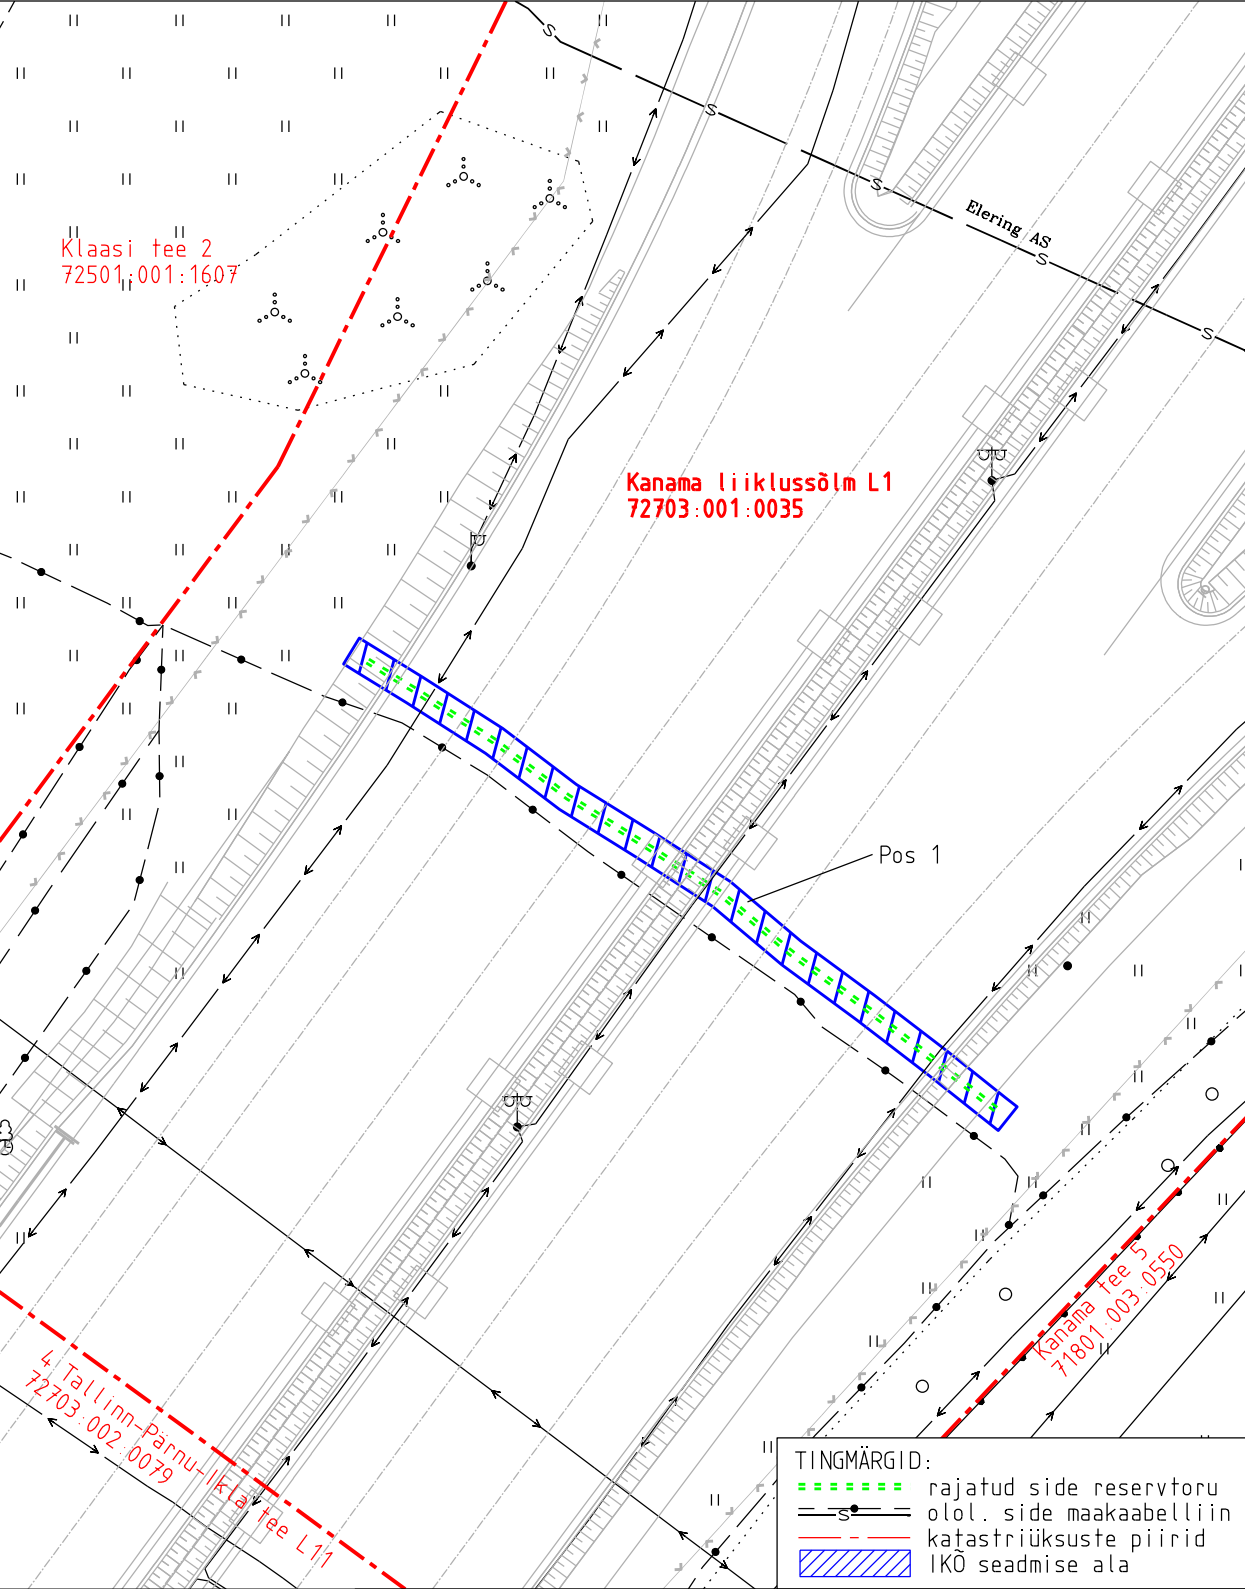 Elering AS
Klaasi tee 2
72501:001:1607
Kanama liiklussõlm L1
72703:001:0035
Pos 1
Kanama tee 5
71801:003:0550
4 Tallinn-Pärnu-Ikla tee L11
72703:002:0079
TINGMÄRGID:
rajatud side reservtoru
olol. side maakaabelliin
katastriüksuste piirid
IKÕ seadmise ala